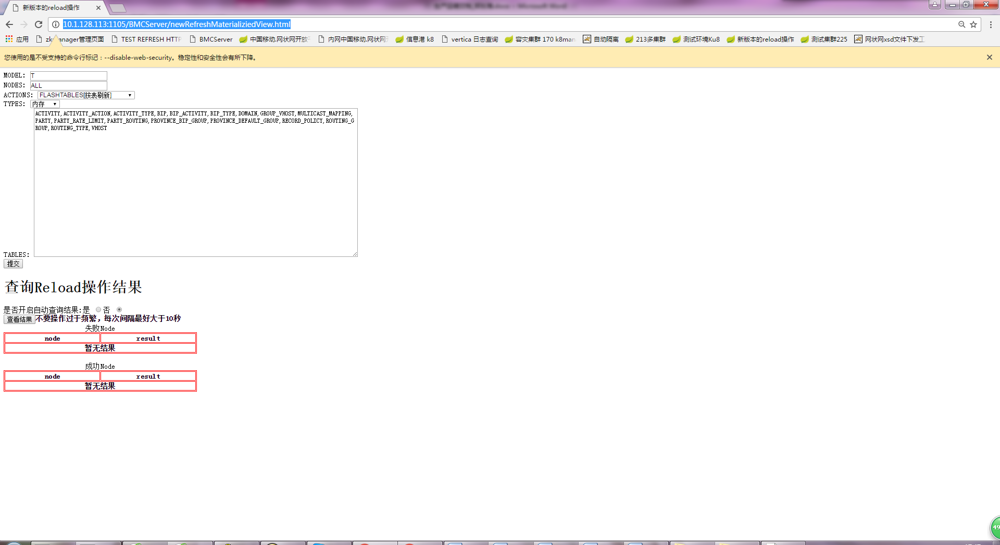 新版本的reload操作
10.1.128.113:1105/BMCServer/newRefreshMaterializiedView.html
应用 zkmanager管理页面 TEST REFRESH HTTP BMCServer 中国移动.网状网开放 内网中国移动.网状网 信息港 k8 vertica 日志查询 容灾集群 170 k8man 自动隔离 213多集群 测试环境Ku8 新版本的reload操作 测试集群225 网状网xsd文件下发工
您使用的是不受支持的命令行标记：--disable-web-security。稳定性和安全性会有所下降。
MODEL: T
NODES: ALL
ACTIONS: FLASHTABLES[按表刷新]
TYPES: 内存
ACTIVITY,ACTIVITY_ACTION,ACTIVITY_TYPE,BIP,BIP_ACTIVITY,BIP_TYPE,DOMAIN,GROUP_VHOST,MULTICAST_MAPPING,
PARTY,PARTY_RATE_LIMIT,PARTY_ROUTING,PROVINCE_BIP_GROUP,PROVINCE_DEFAULT_GROUP,RECORD_POLICY,ROUTING_G
ROUP,ROUTING_TYPE,VHOST
TABLES:
提交
查询Reload操作结果
是否开启自动查询结果:是 否
查看结果 不要操作过于频繁，每次间隔最好大于10秒
失败Node
node result
暂无结果
成功Node
node result
暂无结果
49